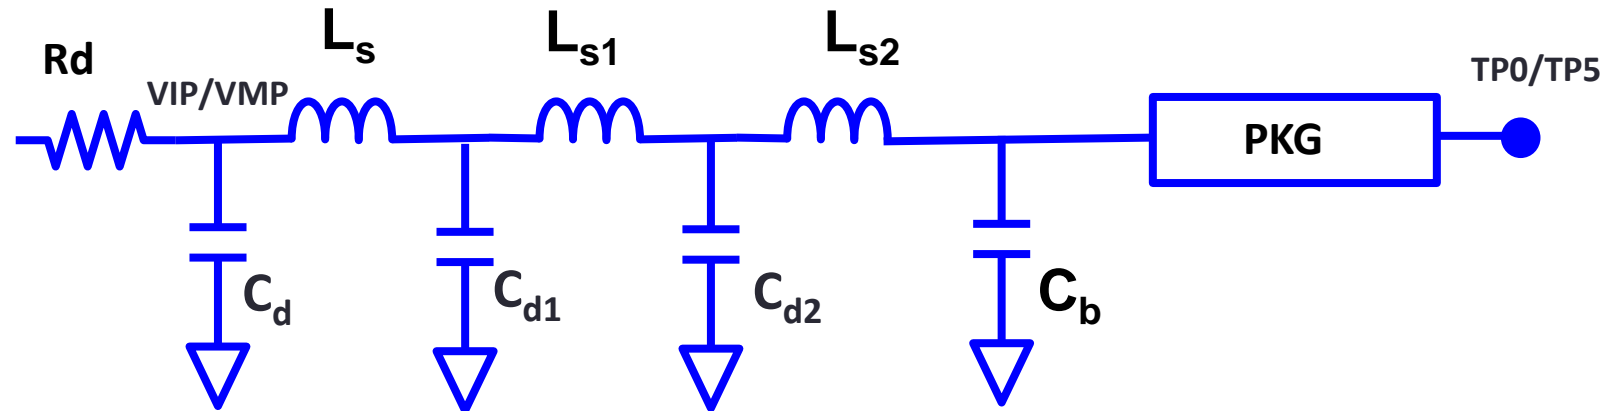 Rd
VIP/VMP
Ls
Ls1
Ls2
PKG
TP0/TP5
Cd
Cd1
Cd2
Cb